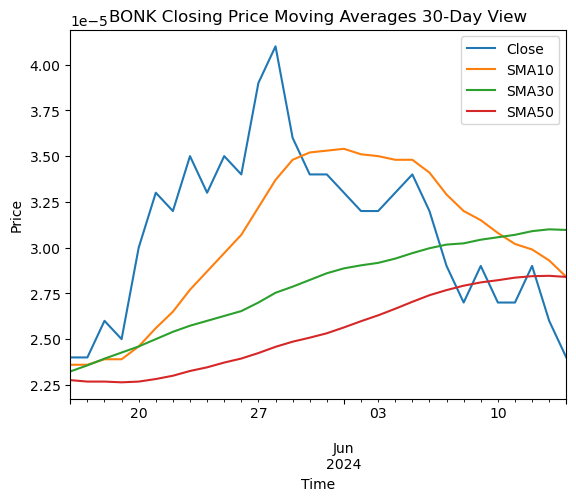 BONK Closing Price Moving Averages 30-Day View
1e−5
Close
SMA10
SMA30
SMA50
4.00
3.75
3.50
3.25
3.00
2.75
2.50
2.25
Price
20 27 03 10
Jun
2024
Time